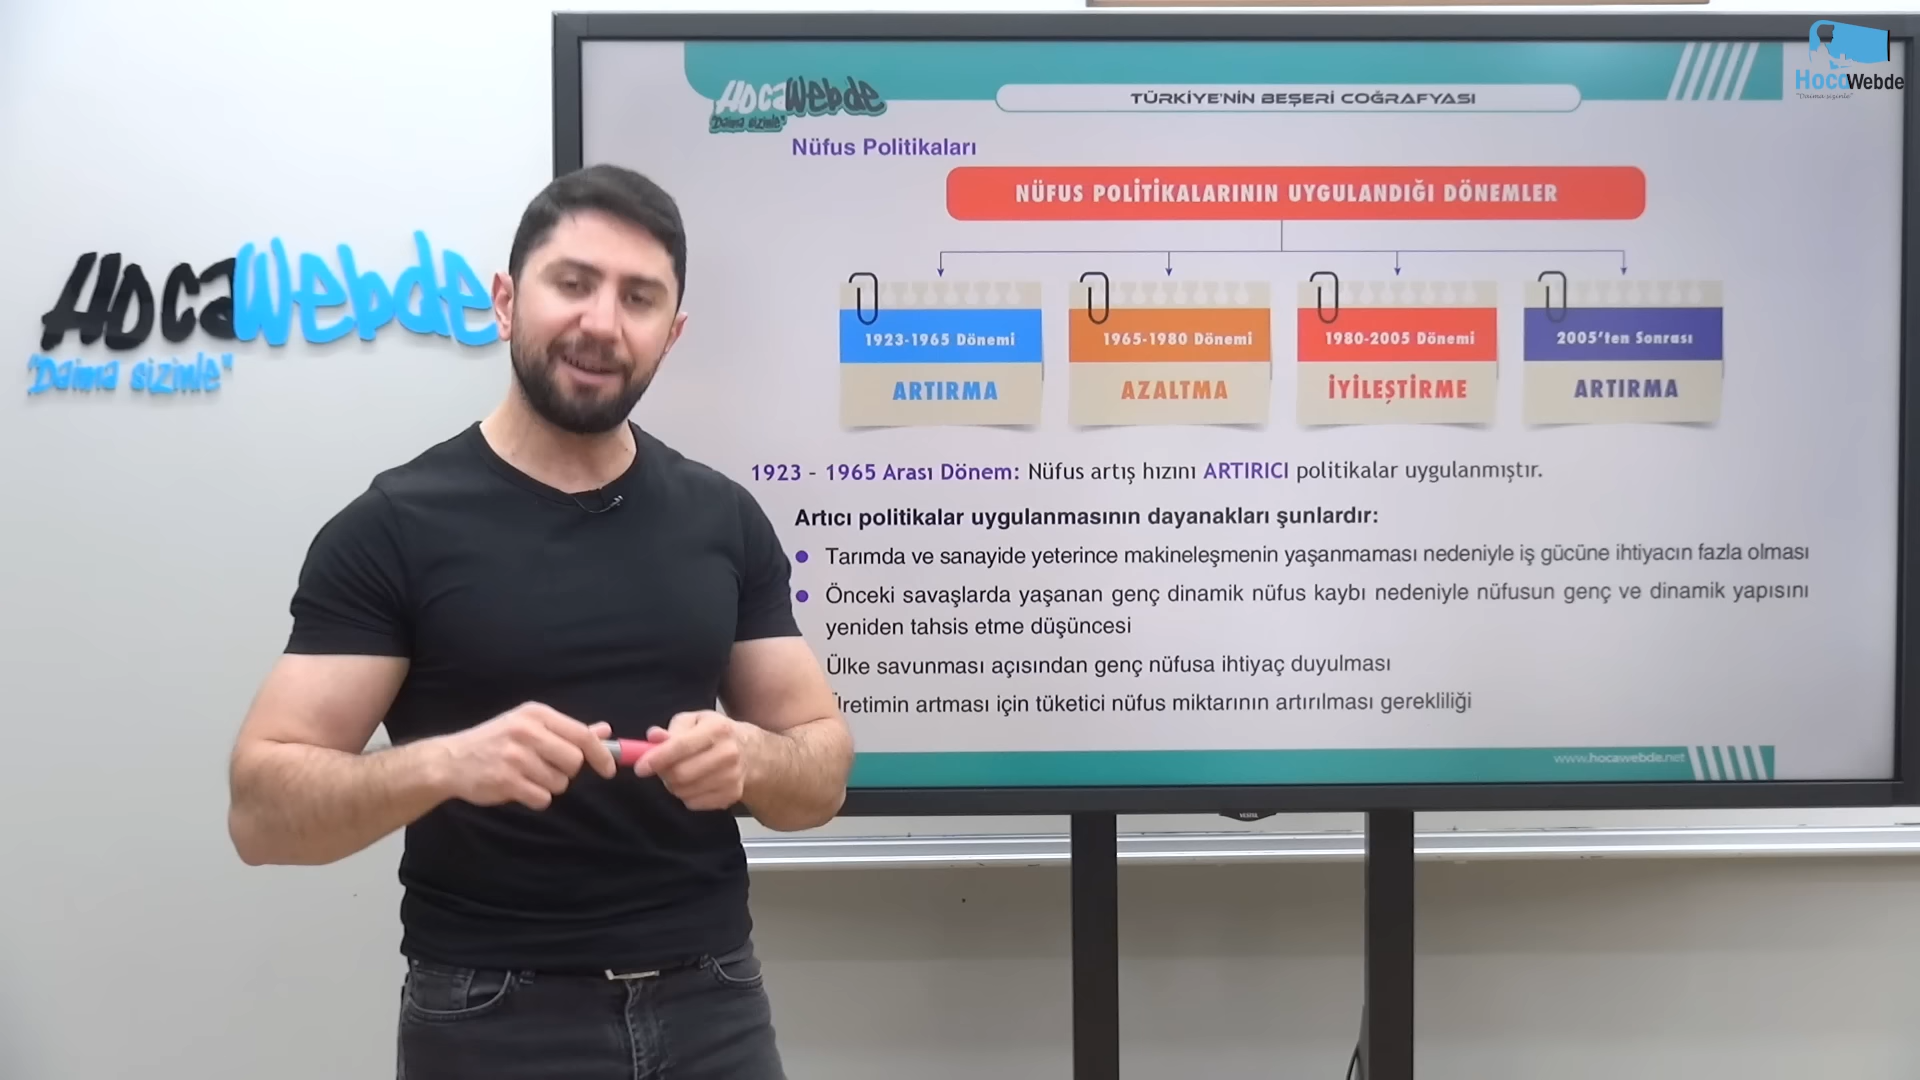 HocaWebde
"Daima sizinle"
HocaWebde
"Daima sizinle"
HocaWebde
"Daima sizinle"
TÜRKİYE'NİN BEŞERİ COĞRAFYASI
Nüfus Politikaları
NÜFUS POLİTİKALARININ UYGULANDIĞI DÖNEMLER
1923-1965 Dönemi
ARTIRMA
1965-1980 Dönemi
AZALTMA
1980-2005 Dönemi
İYİLEŞTİRME
2005'ten Sonrası
ARTIRMA
1923 - 1965 Arası Dönem: Nüfus artış hızını ARTIRICI politikalar uygulanmıştır.
Artıcı politikalar uygulanmasının dayanakları şunlardır:
Tarımda ve sanayide yeterince makineleşmenin yaşanmaması nedeniyle iş gücüne ihtiyacın fazla olması
Önceki savaşlarda yaşanan genç dinamik nüfus kaybı nedeniyle nüfusun genç ve dinamik yapısını
yeniden tahsis etme düşüncesi
Ülke savunması açısından genç nüfusa ihtiyaç duyulması
Üretimin artması için tüketici nüfus miktarının artırılması gerekliliği
www.hocawebde.net
VESTEL